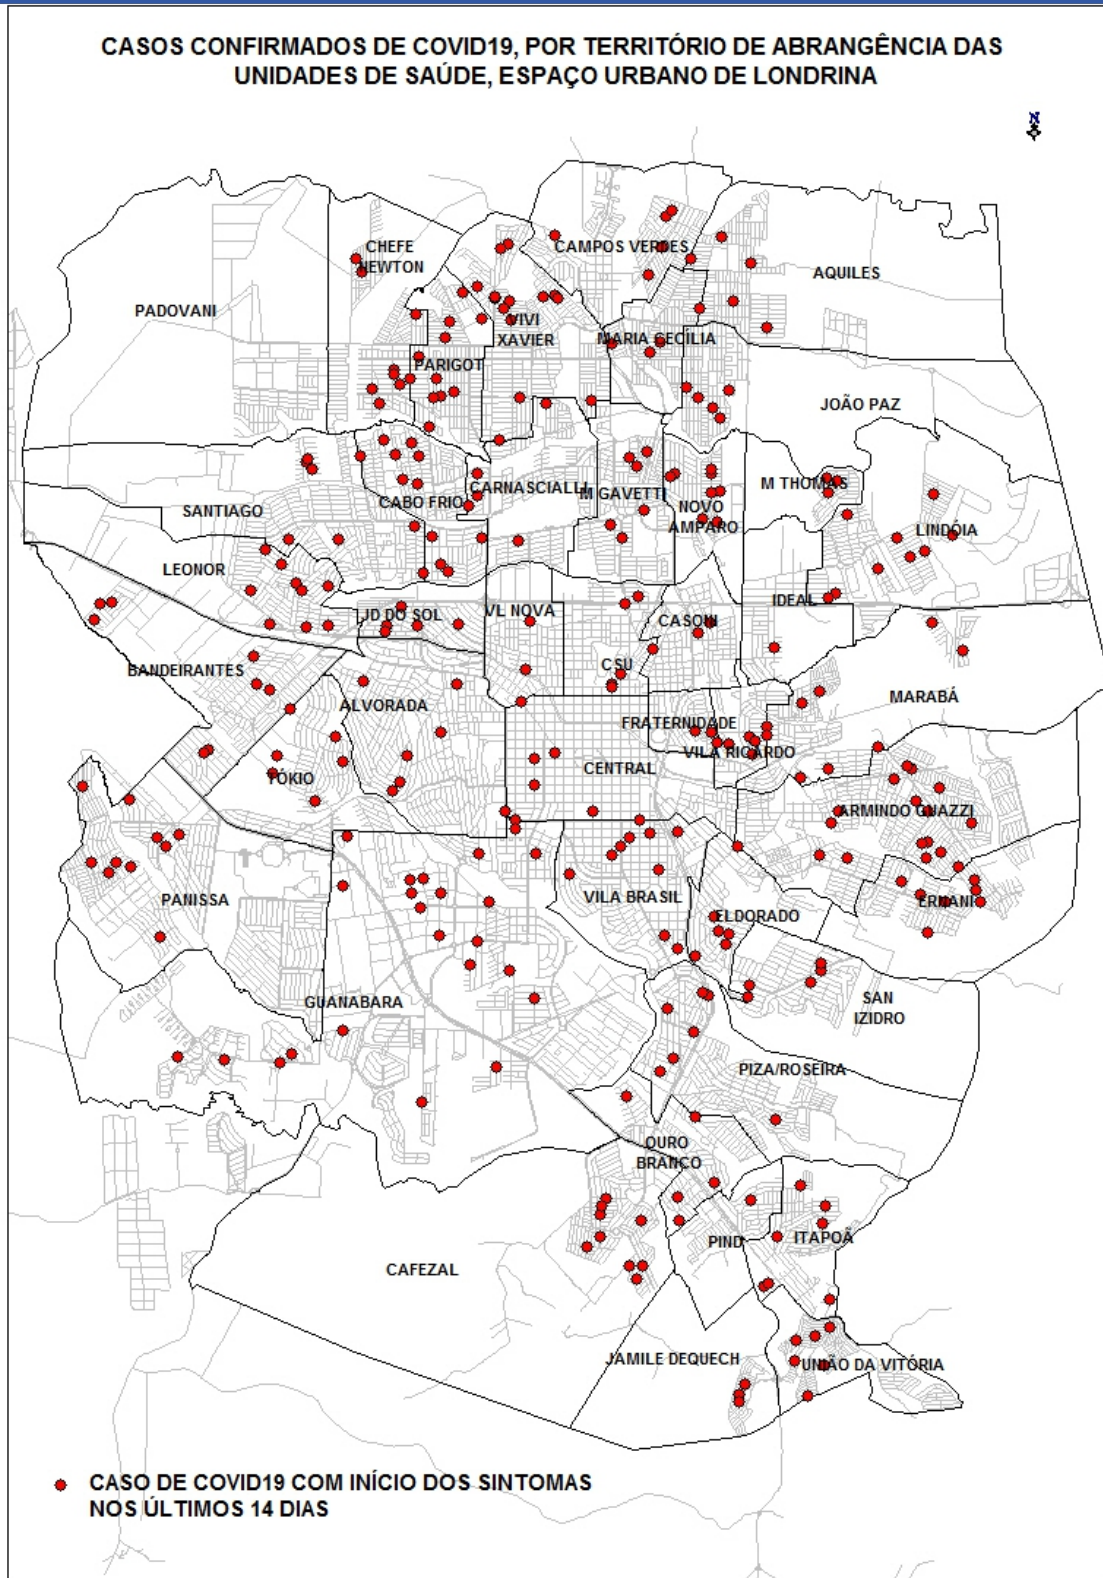 CASOS CONFIRMADOS DE COVID19, POR TERRITÓRIO DE ABRANGÊNCIA DAS
UNIDADES DE SAÚDE, ESPAÇO URBANO DE LONDRINA
N
CHEFE
NEWTON
CAMPOS VERDES
AQUILES
PADOVANI
VIVI
XAVIER
MARIA CECÍLIA
PARIGOT
JOÃO PAZ
CABO FRIO
CARNASCIALLI
M GAVETTI
M THOMAS
NOVO
AMPARO
SANTIAGO
LINDÓIA
LEONOR
IDEAL
JD DO SOL
VL NOVA
CASONI
BANDEIRANTES
CSU
ALVORADA
MARABÁ
FRATERNIDADE
VILA RICARDO
CENTRAL
TÓKIO
ARMINDO GUAZZI
PANISSA
VILA BRASIL
ERNANI
ELDORADO
GUANABARA
SAN
IZIDRO
PIZA/ROSEIRA
OURO
BRANCO
PIND
ITAPOÃ
CAFEZAL
JAMILE DEQUECH
UNIÃO DA VITÓRIA
CASO DE COVID19 COM INÍCIO DOS SINTOMAS
NOS ÚLTIMOS 14 DIAS